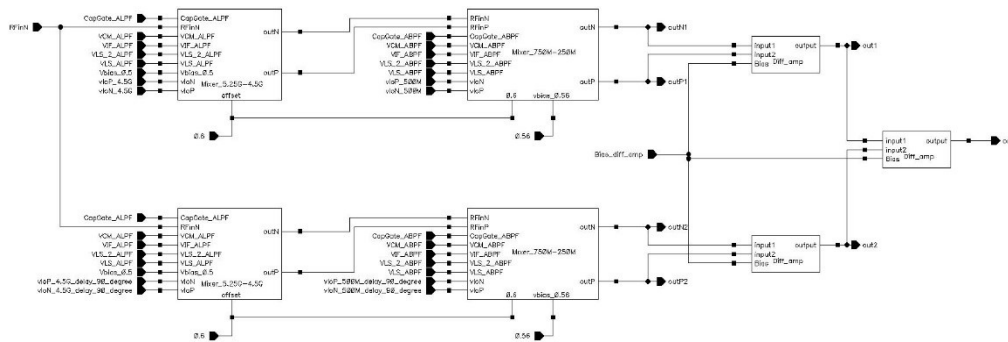 RFinN
CapGate_ALPF
VCM_ALPF
VIF_ALPF
VLS_2_ALPF
VLS_ALPF
Vbias_0.5
vloP_4.5G
vloN_4.5G
CapGate_ALPF
RFinN
VCM_ALPF
VIF_ALPF
VLS_2_ALPF
VLS_ALPF
Vbias_0.5
vloN
vloP
Mixer_5.25G-4.5G
offset
outN
outP
0.6
CapGate_ABPF
VCM_ABPF
VIF_ABPF
VLS_2_ABPF
VLS_ABPF
vloP_500M
vloN_500M
RFinN
RFinP
CapGate_ABPF
VCM_ABPF
VIF_ABPF
VLS_2_ABPF
VLS_ABPF
vloN
vloP
Mixer_750M-250M
0.6
vbias_0.56
outN
outP
0.56
outN1
outP1
input1
input2
Bias
output
Diff_amp
out1
Bias_diff_amp
input1
input2
Bias
output
Diff_amp
CapGate_ALPF
VCM_ALPF
VIF_ALPF
VLS_2_ALPF
VLS_ALPF
Vbias_0.5
vloP_4.5G_delay_90_degree
vloN_4.5G_delay_90_degree
CapGate_ALPF
RFinN
VCM_ALPF
VIF_ALPF
VLS_2_ALPF
VLS_ALPF
Vbias_0.5
vloN
vloP
Mixer_5.25G-4.5G
offset
outN
outP
0.6
CapGate_ABPF
VCM_ABPF
VIF_ABPF
VLS_2_ABPF
VLS_ABPF
vloP_500M_delay_90_degree
vloN_500M_delay_90_degree
RFinN
RFinP
CapGate_ABPF
VCM_ABPF
VIF_ABPF
VLS_2_ABPF
VLS_ABPF
vloN
vloP
Mixer_750M-250M
0.6
vbias_0.56
outN
outP
0.56
outN2
outP2
input1
input2
Bias
output
Diff_amp
out2